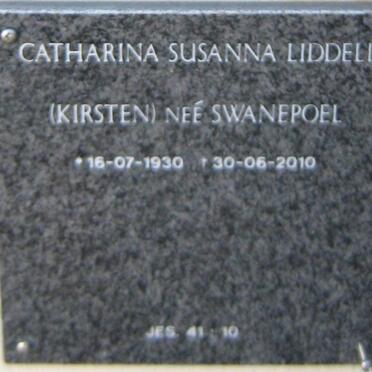 CATHARINA SUSANNA LIDDELL
(KIRSTEN) NEÉ SWANEPOEL
* 16-07-1930 † 30-06-2010
JES. 41 : 10